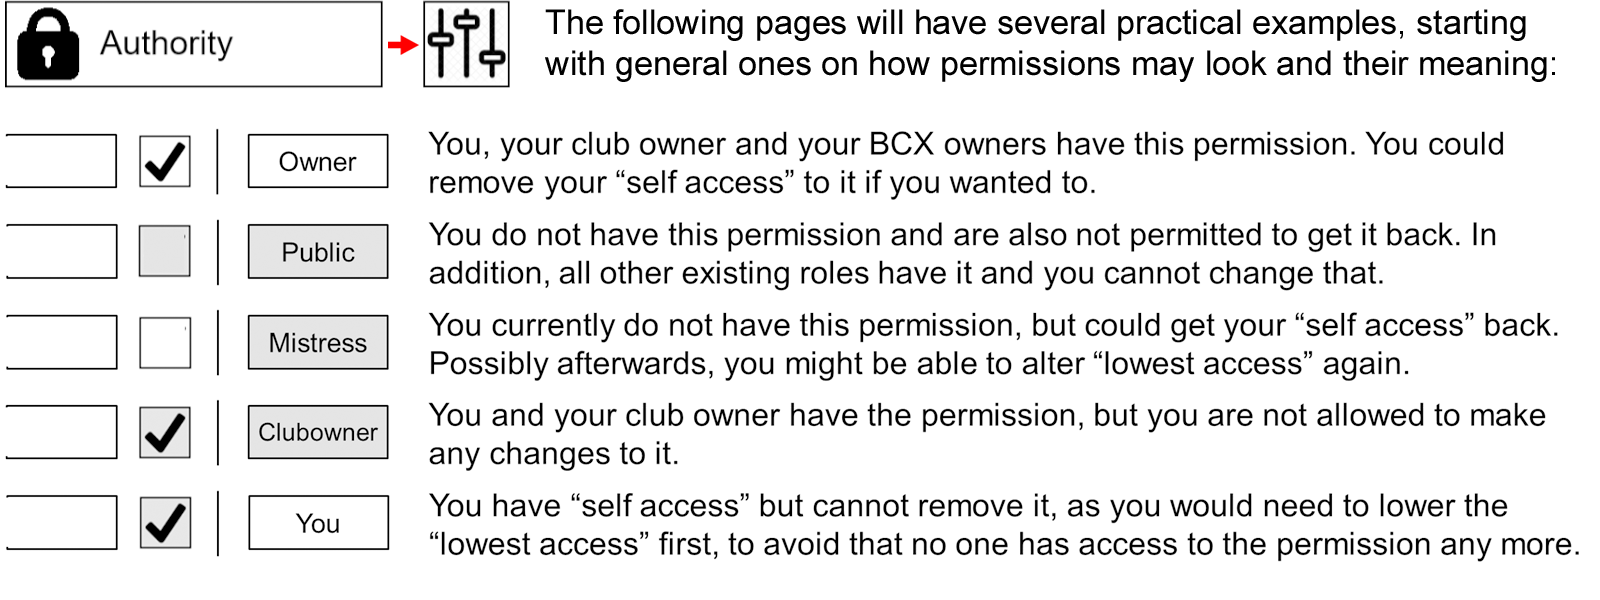 Authority
The following pages will have several practical examples, starting
with general ones on how permissions may look and their meaning:
Owner
You, your club owner and your BCX owners have this permission. You could
remove your “self access” to it if you wanted to.
Public
You do not have this permission and are also not permitted to get it back. In
addition, all other existing roles have it and you cannot change that.
Mistress
You currently do not have this permission, but could get your “self access” back.
Possibly afterwards, you might be able to alter “lowest access” again.
Clubowner
You and your club owner have the permission, but you are not allowed to make
any changes to it.
You
You have “self access” but cannot remove it, as you would need to lower the
“lowest access” first, to avoid that no one has access to the permission any more.